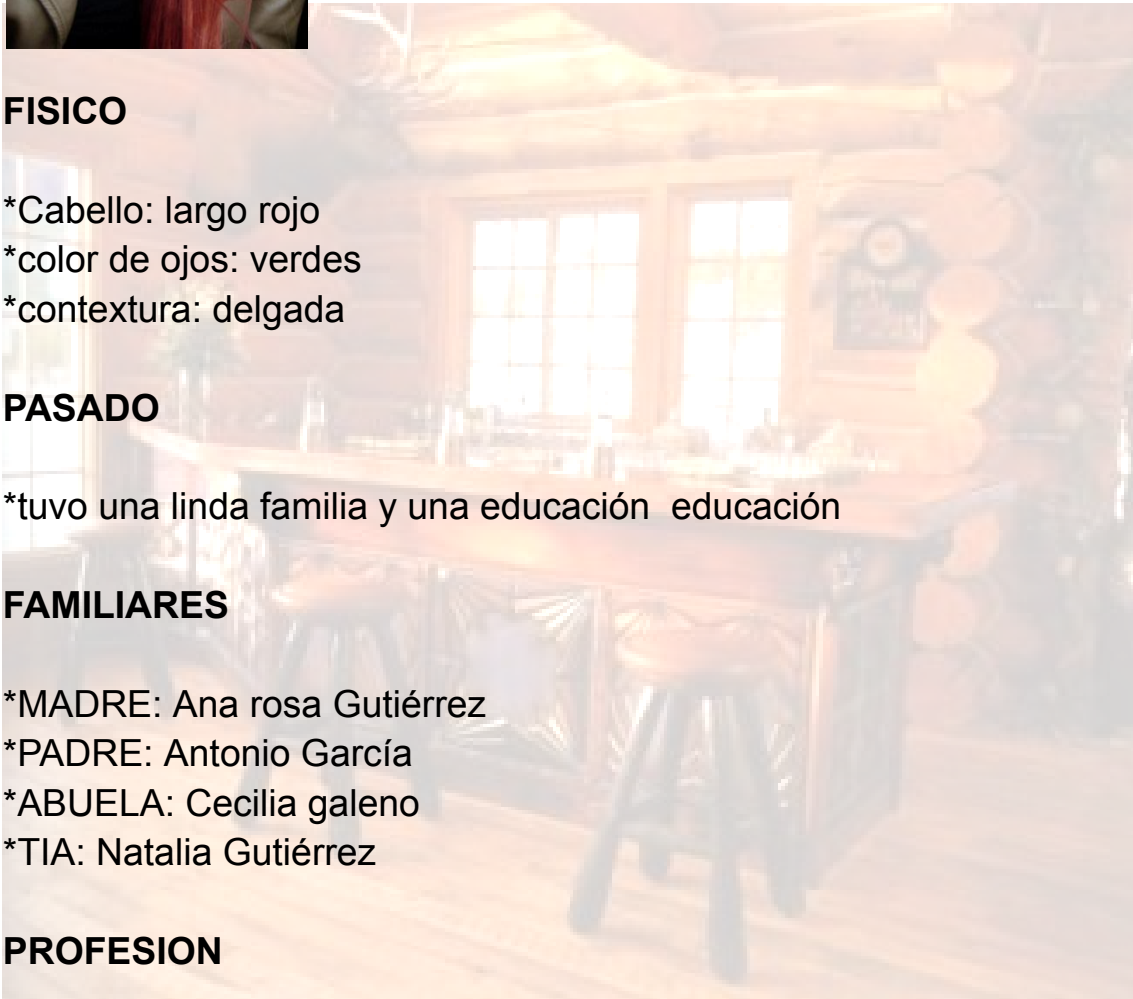 FISICO
*Cabello: largo rojo
*color de ojos: verdes
*contextura: delgada
PASADO
*tuvo una linda familia y una educación  educación
FAMILIARES
*MADRE: Ana rosa Gutiérrez
*PADRE: Antonio García
*ABUELA: Cecilia galeno
*TIA: Natalia Gutiérrez
PROFESION